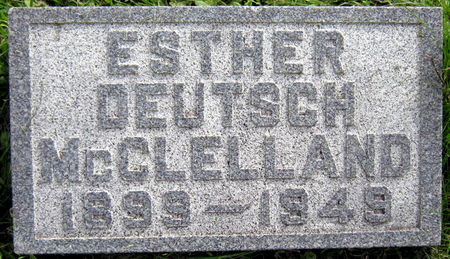 ESTHER
DEUTSCH
McCLELLAND
1899 — 1949